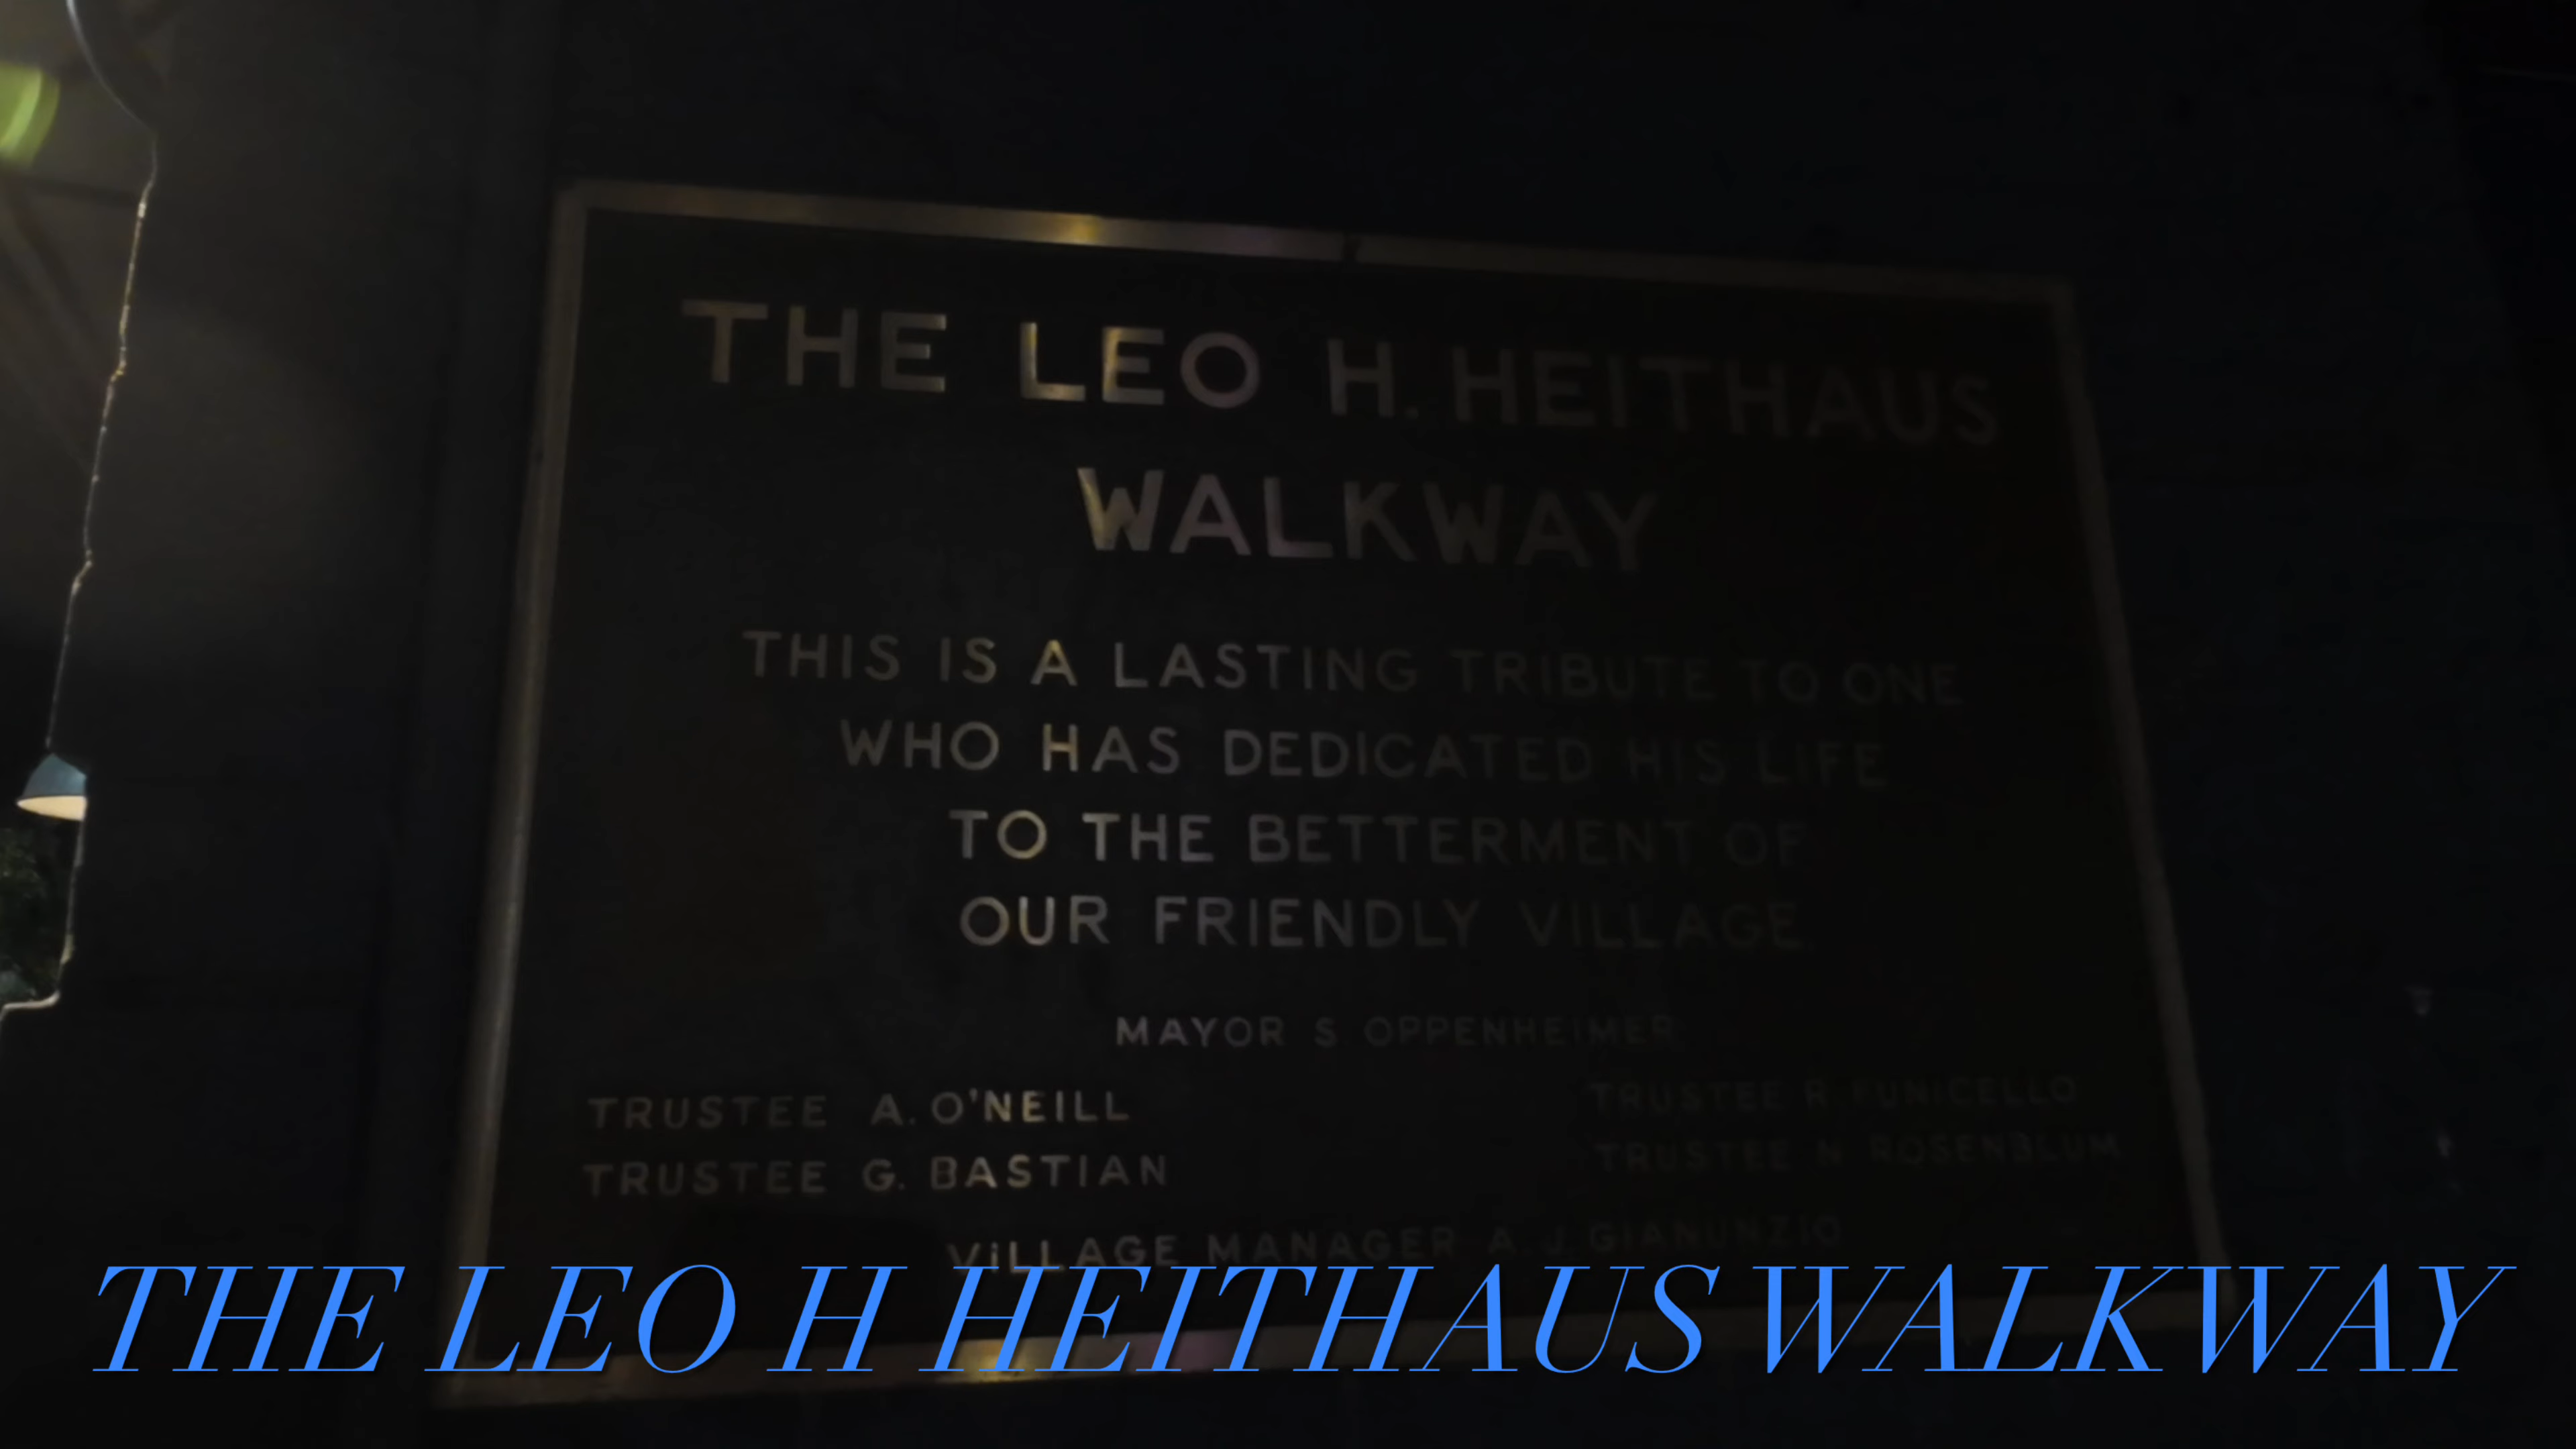 THE LEO H. HEITHAUS
WALKWAY
THIS IS A LASTING TRIBUTE TO ONE
WHO HAS DEDICATED HIS LIFE
TO THE BETTERMENT OF
OUR FRIENDLY VILLAGE.
MAYOR S OPPENHEIMER
TRUSTEE A. O'NEILL
TRUSTEE R FUNICELLO
TRUSTEE G. BASTIAN
TRUSTEE N ROSENBLUM
VILLAGE MANAGER A. J. GIANUNZIO
THE LEO H HEITHAUS WALKWAY